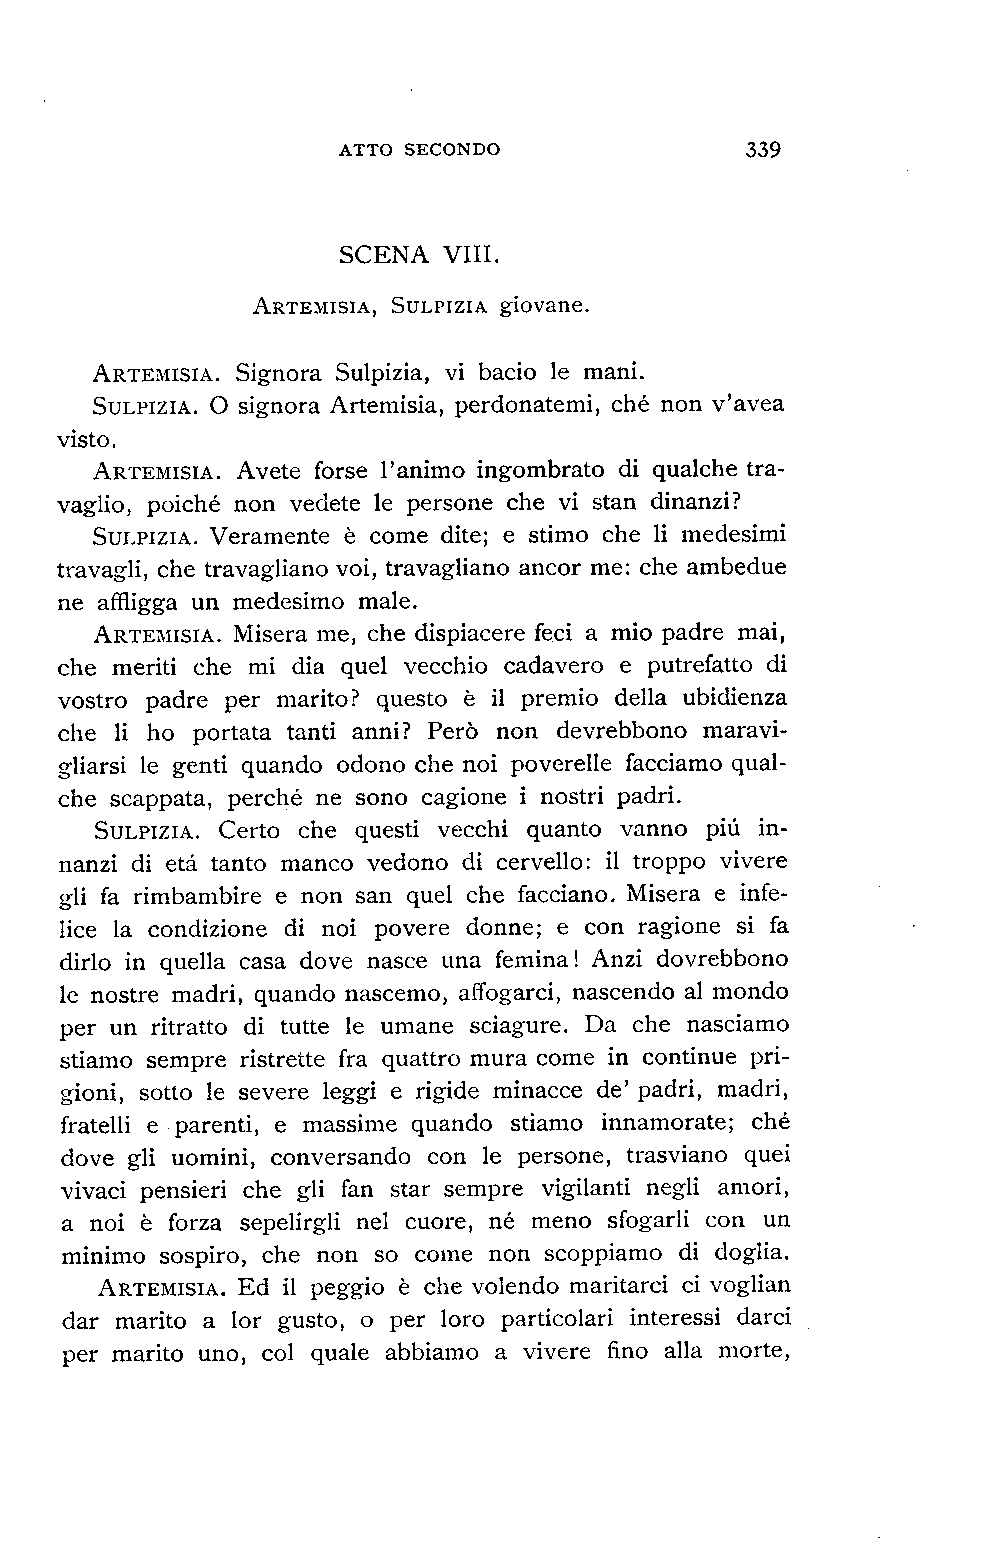 ATTO SECONDO 339
SCENA VIII.
ARTEMISIA, SULPIZIA giovane.
ARTEMISIA. Signora Sulpizia, vi bacio le mani.
SULPIZIA. O signora Artemisia, perdonatemi, ché non v'avea
visto.
ARTEMISIA. Avete forse l'animo ingombrato di qualche tra-
vaglio, poiché non vedete le persone che vi stan dinanzi?
SULPIZIA. Veramente è come dite; e stimo che li medesimi
travagli, che travagliano voi, travagliano ancor me: che ambedue
ne affligga un medesimo male.
ARTEMISIA. Misera me, che dispiacere feci a mio padre mai,
che meriti che mi dia quel vecchio cadavero e putrefatto di
vostro padre per marito? questo è il premio della ubidienza
che li ho portata tanti anni? Però non devrebbono maravi-
gliarsi le genti quando odono che noi poverelle facciamo qual-
che scappata, perché ne sono cagione i nostri padri.
SULPIZIA. Certo che questi vecchi quanto vanno piú in-
nanzi di etá tanto manco vedono di cervello: il troppo vivere
gli fa rimbambire e non san quel che facciano. Misera e infe-
lice la condizione di noi povere donne; e con ragione si fa
dirlo in quella casa dove nasce una femina! Anzi dovrebbono
le nostre madri, quando nascemo, affogarci, nascendo al mondo
per un ritratto di tutte le umane sciagure. Da che nasciamo
stiamo sempre ristrette fra quattro mura come in continue pri-
gioni, sotto le severe leggi e rigide minacce de' padri, madri,
fratelli e parenti, e massime quando stiamo innamorate; ché
dove gli uomini, conversando con le persone, trasviano quei
vivaci pensieri che gli fan star sempre vigilanti negli amori,
a noi è forza sepelirgli nel cuore, né meno sfogarli con un
minimo sospiro, che non so come non scoppiamo di doglia.
ARTEMISIA. Ed il peggio è che volendo maritarci ci voglian
dar marito a lor gusto, o per loro particolari interessi darci
per marito uno, col quale abbiamo a vivere fino alla morte,